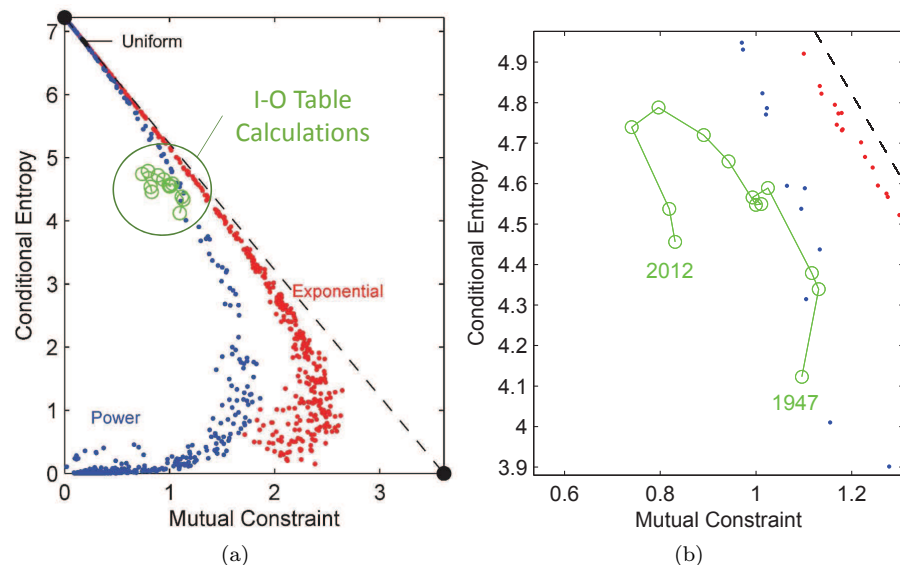 7
6
5
4
3
2
1
0
Conditional Entropy
Uniform
I-O Table
Calculations
Exponential
Power
0
1
2
3
Mutual Constraint
(a)
4.9
4.8
4.7
4.6
4.5
4.4
4.3
4.2
4.1
4
3.9
Conditional Entropy
2012
1947
0.6
0.8
1
1.2
Mutual Constraint
(b)